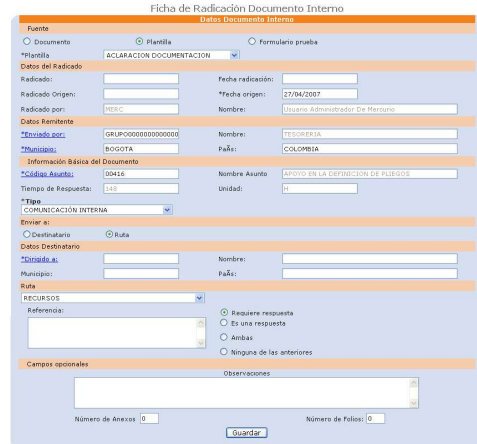 Ficha de Radicación Documento Interno
Datos Documento Interno
Fuente
Documento Plantilla Formulario prueba
*Plantilla ACLARACION DOCUMENTACION
Datos del Radicado
Radicado: Fecha radicación:
Radicado Origen: *Fecha origen: 27/04/2007
Radicado por: MERC Nombre: Usuario Administrador De Mercurio
Datos Remitente
*Enviado por: GRUPO0000000000000 Nombre: TESORERIA
*Municipio: BOGOTA PaÃs: COLOMBIA
Información Básica del Documento
*Código Asunto: 00416 Nombre Asunto APOYO EN LA DEFINICION DE PLIEGOS
Tiempo de Respuesta: 148 Unidad: H
*Tipo
COMUNICACIÓN INTERNA
Enviar a:
Destinatario Ruta
Datos Destinatario
*Dirigido a: Nombre:
Municipio: PaÃs:
Ruta
RECURSOS
Referencia: Requiere respuesta
Es una respuesta
Ambas
Ninguna de las anteriores
Campos opcionales
Observaciones
Número de Anexos 0 Número de Folios: 0
Guardar